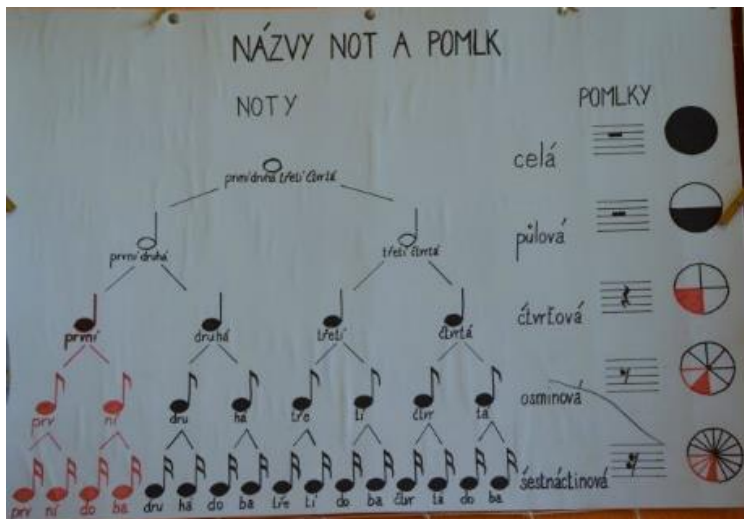 NÁZVY NOT A POMLK
NOTY
POMLKY
první druhá třetí čtvrtá
celá
první druhá
třetí čtvrtá
půlová
první
druhá
třetí
čtvrtá
čtvrťová
prv ní dru há tře tí čtvr tá
osminová
prv ní do ba dru há do ba tře tí do ba čtvr tá do ba
šestnáctinová